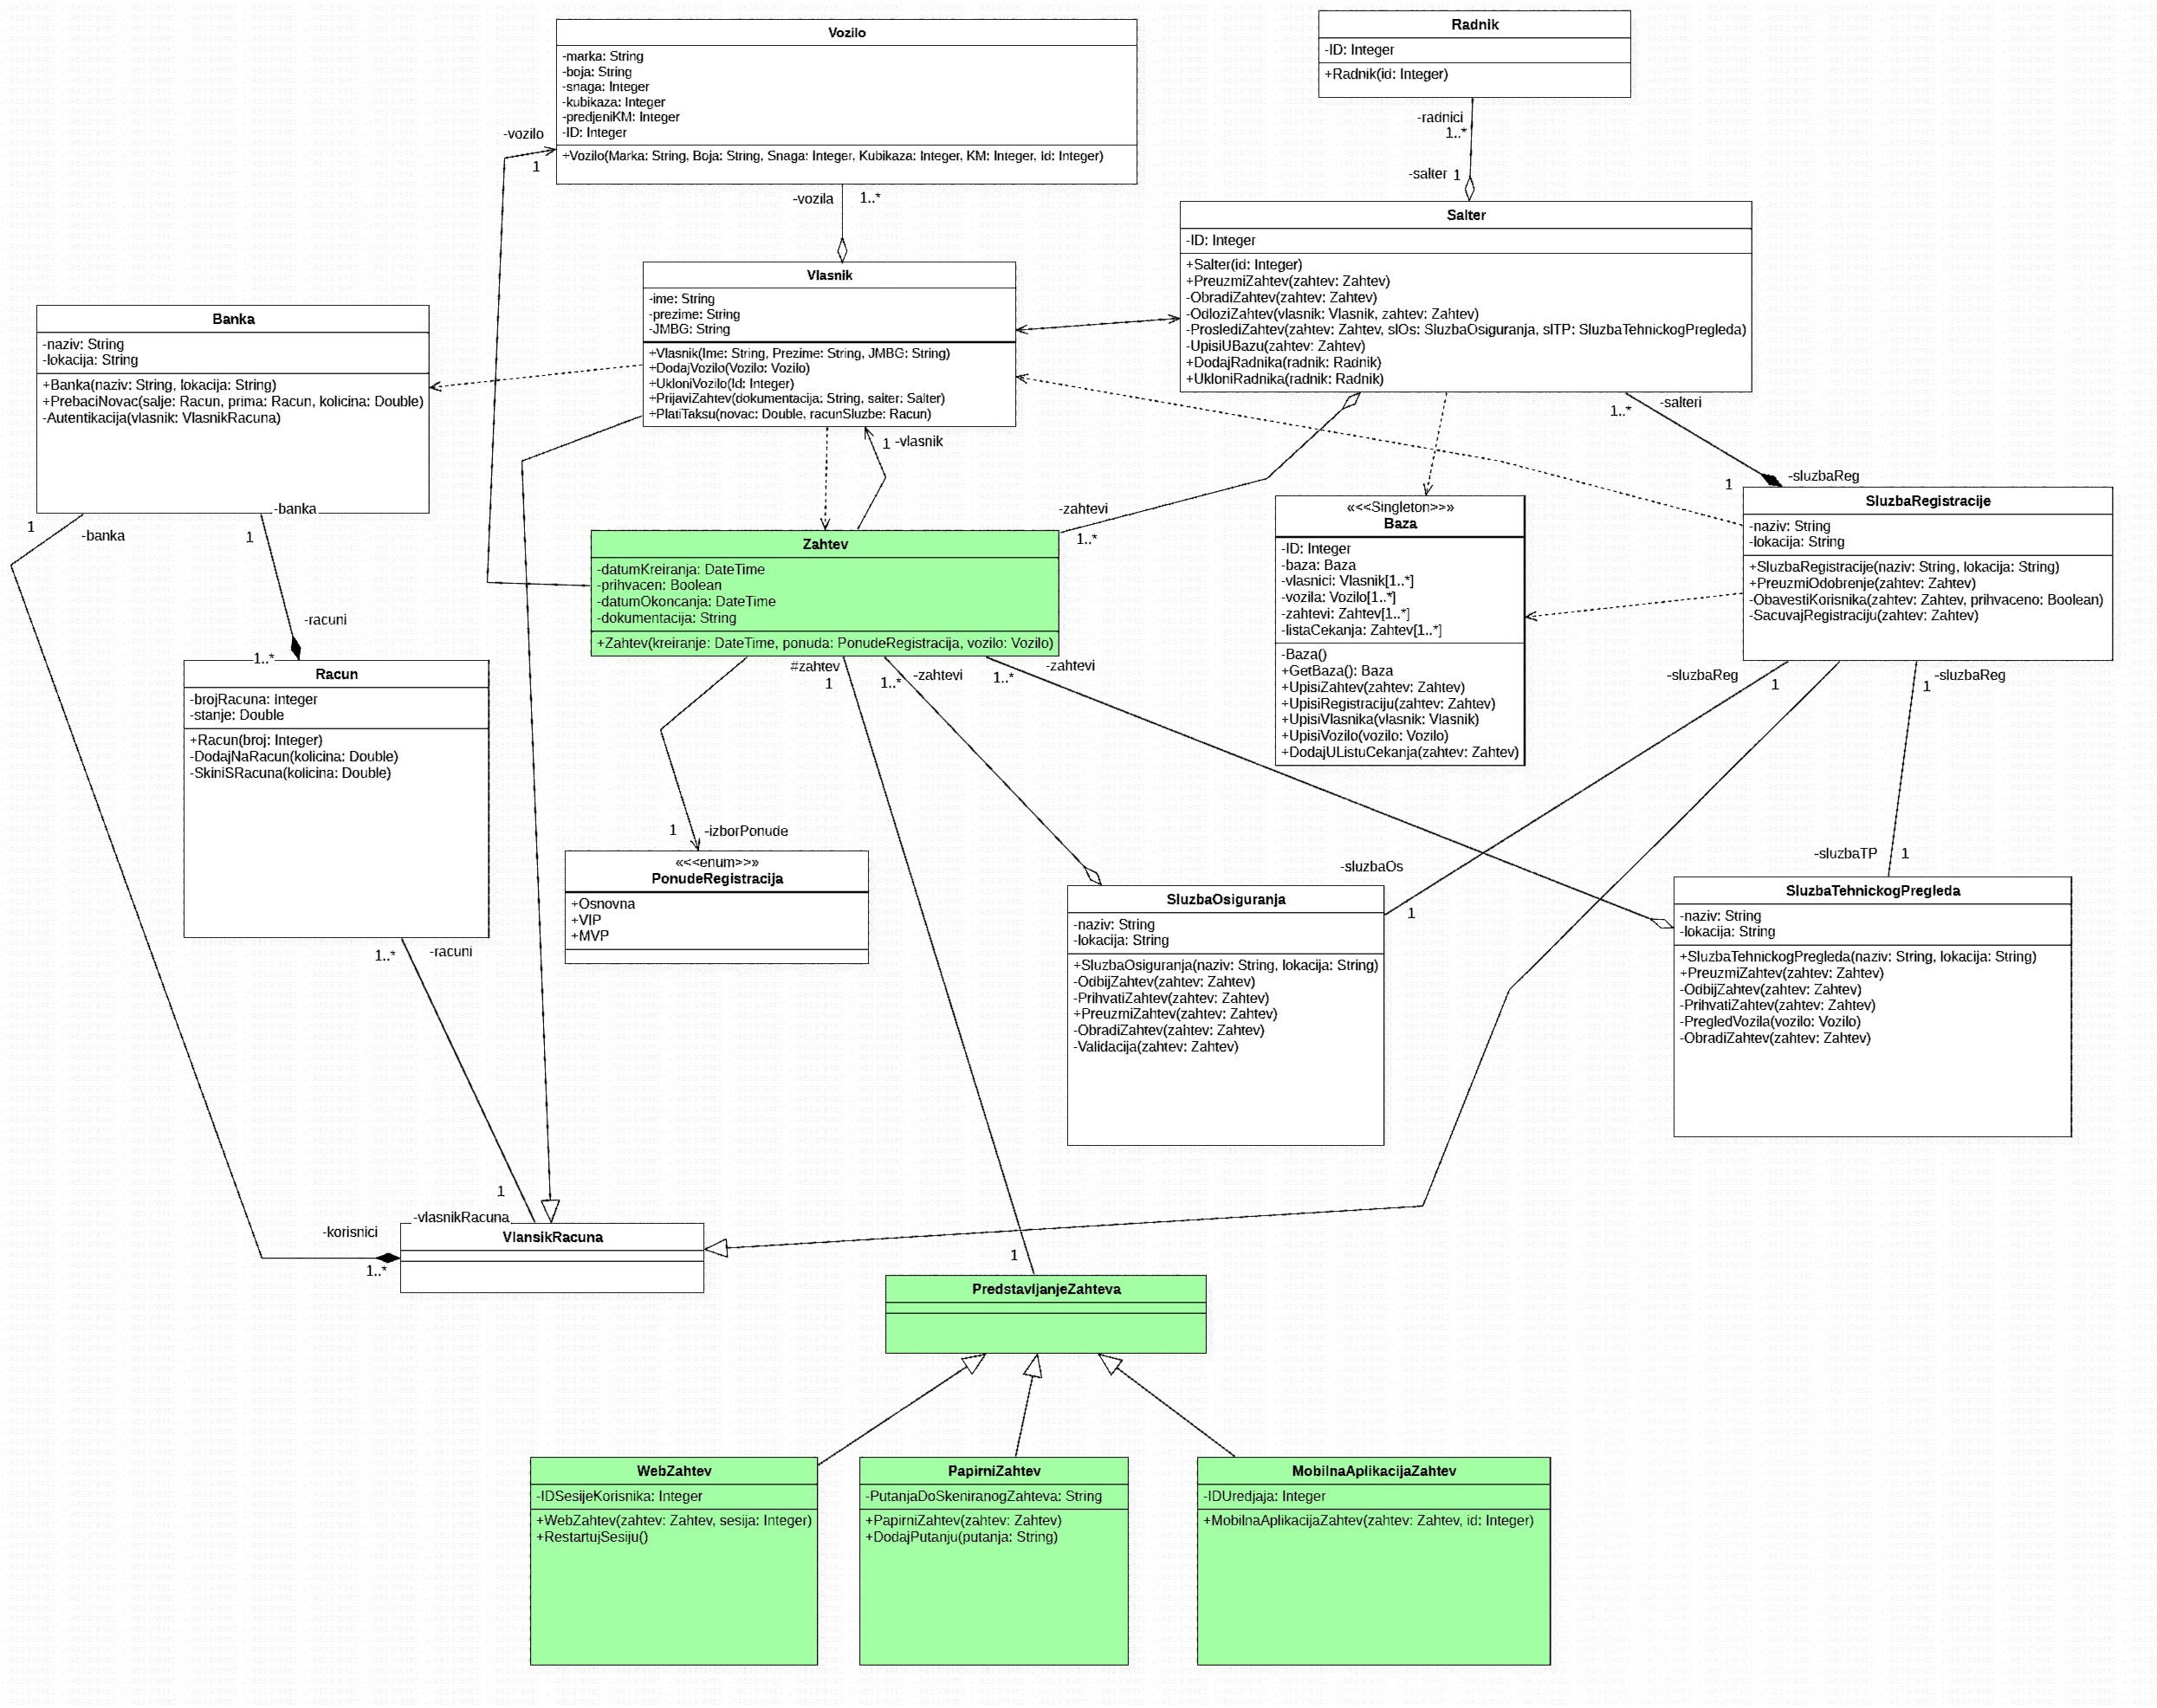 Vozilo
-marka: String
-boja: String
-snaga: Integer
-kubikaza: Integer
-predjeniKM: Integer
-ID: Integer
+Vozilo(Marka: String, Boja: String, Snaga: Integer, Kubikaza: Integer, KM: Integer, Id: Integer)
-vozilo
1
-vozila
1..*
Radnik
-ID: Integer
+Radnik(id: Integer)
-radnici
1..*
-salter
1
Salter
-ID: Integer
+Salter(id: Integer)
+PreuzmiZahtev(zahtev: Zahtev)
-ObradiZahtev(zahtev: Zahtev)
-OdloziZahtev(vlasnik: Vlasnik, zahtev: Zahtev)
-ProslediZahtev(zahtev: Zahtev, slOs: SluzbaOsiguranja, slTP: SluzbaTehnickogPregleda)
-UpisiUBazu(zahtev: Zahtev)
+DodajRadnika(radnik: Radnik)
+UkloniRadnika(radnik: Radnik)
1..*
-salteri
1
-sluzbaReg
Vlasnik
-ime: String
-prezime: String
-JMBG: String
+Vlasnik(Ime: String, Prezime: String, JMBG: String)
+DodajVozilo(Vozilo: Vozilo)
+UkloniVozilo(Id: Integer)
+PrijaviZahtev(dokumentacija: String, salter: Salter)
+PlatiTaksu(novac: Double, racunSluzbe: Racun)
1
-vlasnik
Banka
-naziv: String
-lokacija: String
+Banka(naziv: String, lokacija: String)
+PrebaciNovac(salje: Racun, prima: Racun, kolicina: Double)
-Autentikacija(vlasnik: VlasnikRacuna)
1
-banka
1
-banka
-racuni
1..*
Zahtev
-datumKreiranja: DateTime
-prihvacen: Boolean
-datumOkoncanja: DateTime
-dokumentacija: String
+Zahtev(kreiranje: DateTime, ponuda: PonudeRegistracija, vozilo: Vozilo)
-zahtevi
1..*
#zahtev
1
1..*
-zahtevi
1..*
-zahtevi
«<<Singleton>>»
Baza
-ID: Integer
-baza: Baza
-vlasnici: Vlasnik[1..*]
-vozila: Vozilo[1..*]
-zahtevi: Zahtev[1..*]
-listaCekanja: Zahtev[1..*]
-Baza()
+GetBaza(): Baza
+UpisiZahtev(zahtev: Zahtev)
+UpisiRegistraciju(zahtev: Zahtev)
+UpisiVlasnika(vlasnik: Vlasnik)
+UpisiVozilo(vozilo: Vozilo)
+DodajUListuCekanja(zahtev: Zahtev)
SluzbaRegistracije
-naziv: String
-lokacija: String
+SluzbaRegistracije(naziv: String, lokacija: String)
+PreuzmiOdobrenje(zahtev: Zahtev)
-ObavestiKorisnika(zahtev: Zahtev, prihvaceno: Boolean)
-SacuvajRegistraciju(zahtev: Zahtev)
-sluzbaReg
1
1
-sluzbaReg
Racun
-brojRacuna: Integer
-stanje: Double
+Racun(broj: Integer)
-DodajNaRacun(kolicina: Double)
-SkiniSRacuna(kolicina: Double)
1..*
-racuni
1
-izborPonude
«<<enum>>»
PonudeRegistracija
+Osnovna
+VIP
+MVP
-sluzbaOs
1
SluzbaOsiguranja
-naziv: String
-lokacija: String
+SluzbaOsiguranja(naziv: String, lokacija: String)
-OdbijZahtev(zahtev: Zahtev)
-PrihvatiZahtev(zahtev: Zahtev)
+PreuzmiZahtev(zahtev: Zahtev)
-ObradiZahtev(zahtev: Zahtev)
-Validacija(zahtev: Zahtev)
-sluzbaTP
1
SluzbaTehnickogPregleda
-naziv: String
-lokacija: String
+SluzbaTehnickogPregleda(naziv: String, lokacija: String)
+PreuzmiZahtev(zahtev: Zahtev)
-OdbijZahtev(zahtev: Zahtev)
-PrihvatiZahtev(zahtev: Zahtev)
-PregledVozila(vozilo: Vozilo)
-ObradiZahtev(zahtev: Zahtev)
1
-vlasnikRacuna
-korisnici
1..*
VlansikRacuna
1
PredstavljanjeZahteva
WebZahtev
-IDSesijeKorisnika: Integer
+WebZahtev(zahtev: Zahtev, sesija: Integer)
+RestartujSesiju()
PapirniZahtev
-PutanjaDoSkeniranogZahteva: String
+PapirniZahtev(zahtev: Zahtev)
+DodajPutanju(putanja: String)
MobilnaAplikacijaZahtev
-IDUredjaja: Integer
+MobilnaAplikacijaZahtev(zahtev: Zahtev, id: Integer)